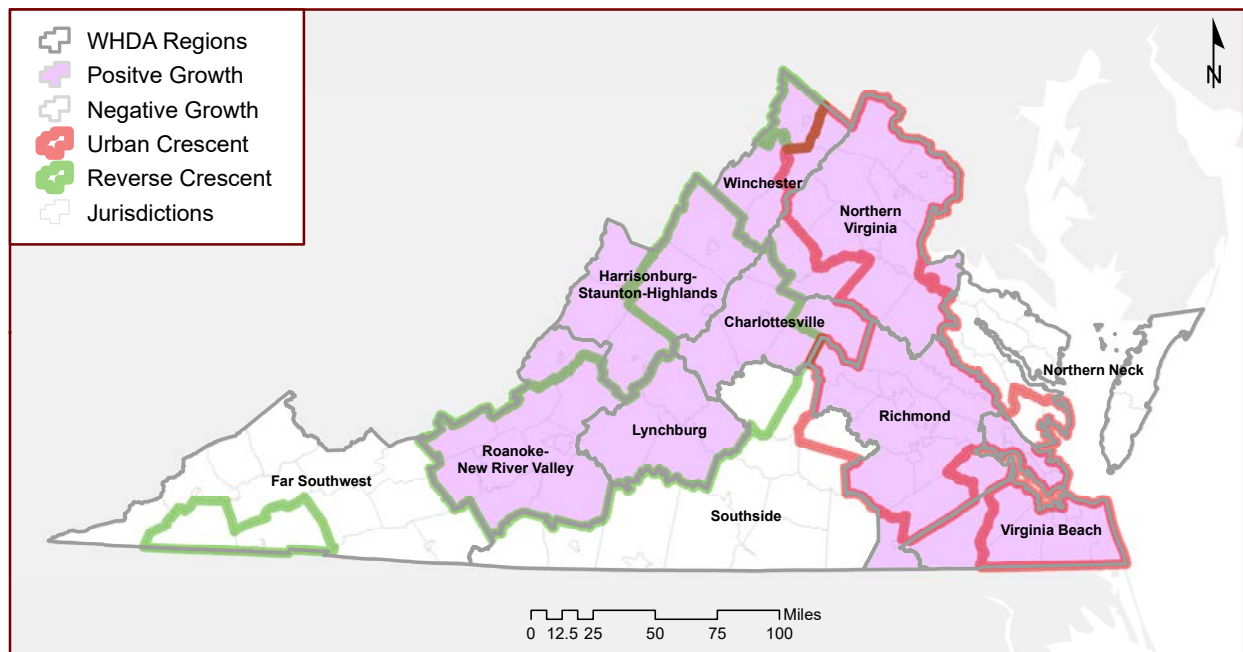 WHDA Regions
Positve Growth
Negative Growth
Urban Crescent
Reverse Crescent
Jurisdictions
N
Winchester
Northern
Virginia
Harrisonburg-
Staunton-Highlands
Charlottesville
Northern Neck
Richmond
Lynchburg
Roanoke-
New River Valley
Far Southwest
Southside
Virginia Beach
Miles
0 12.5 25 50 75 100